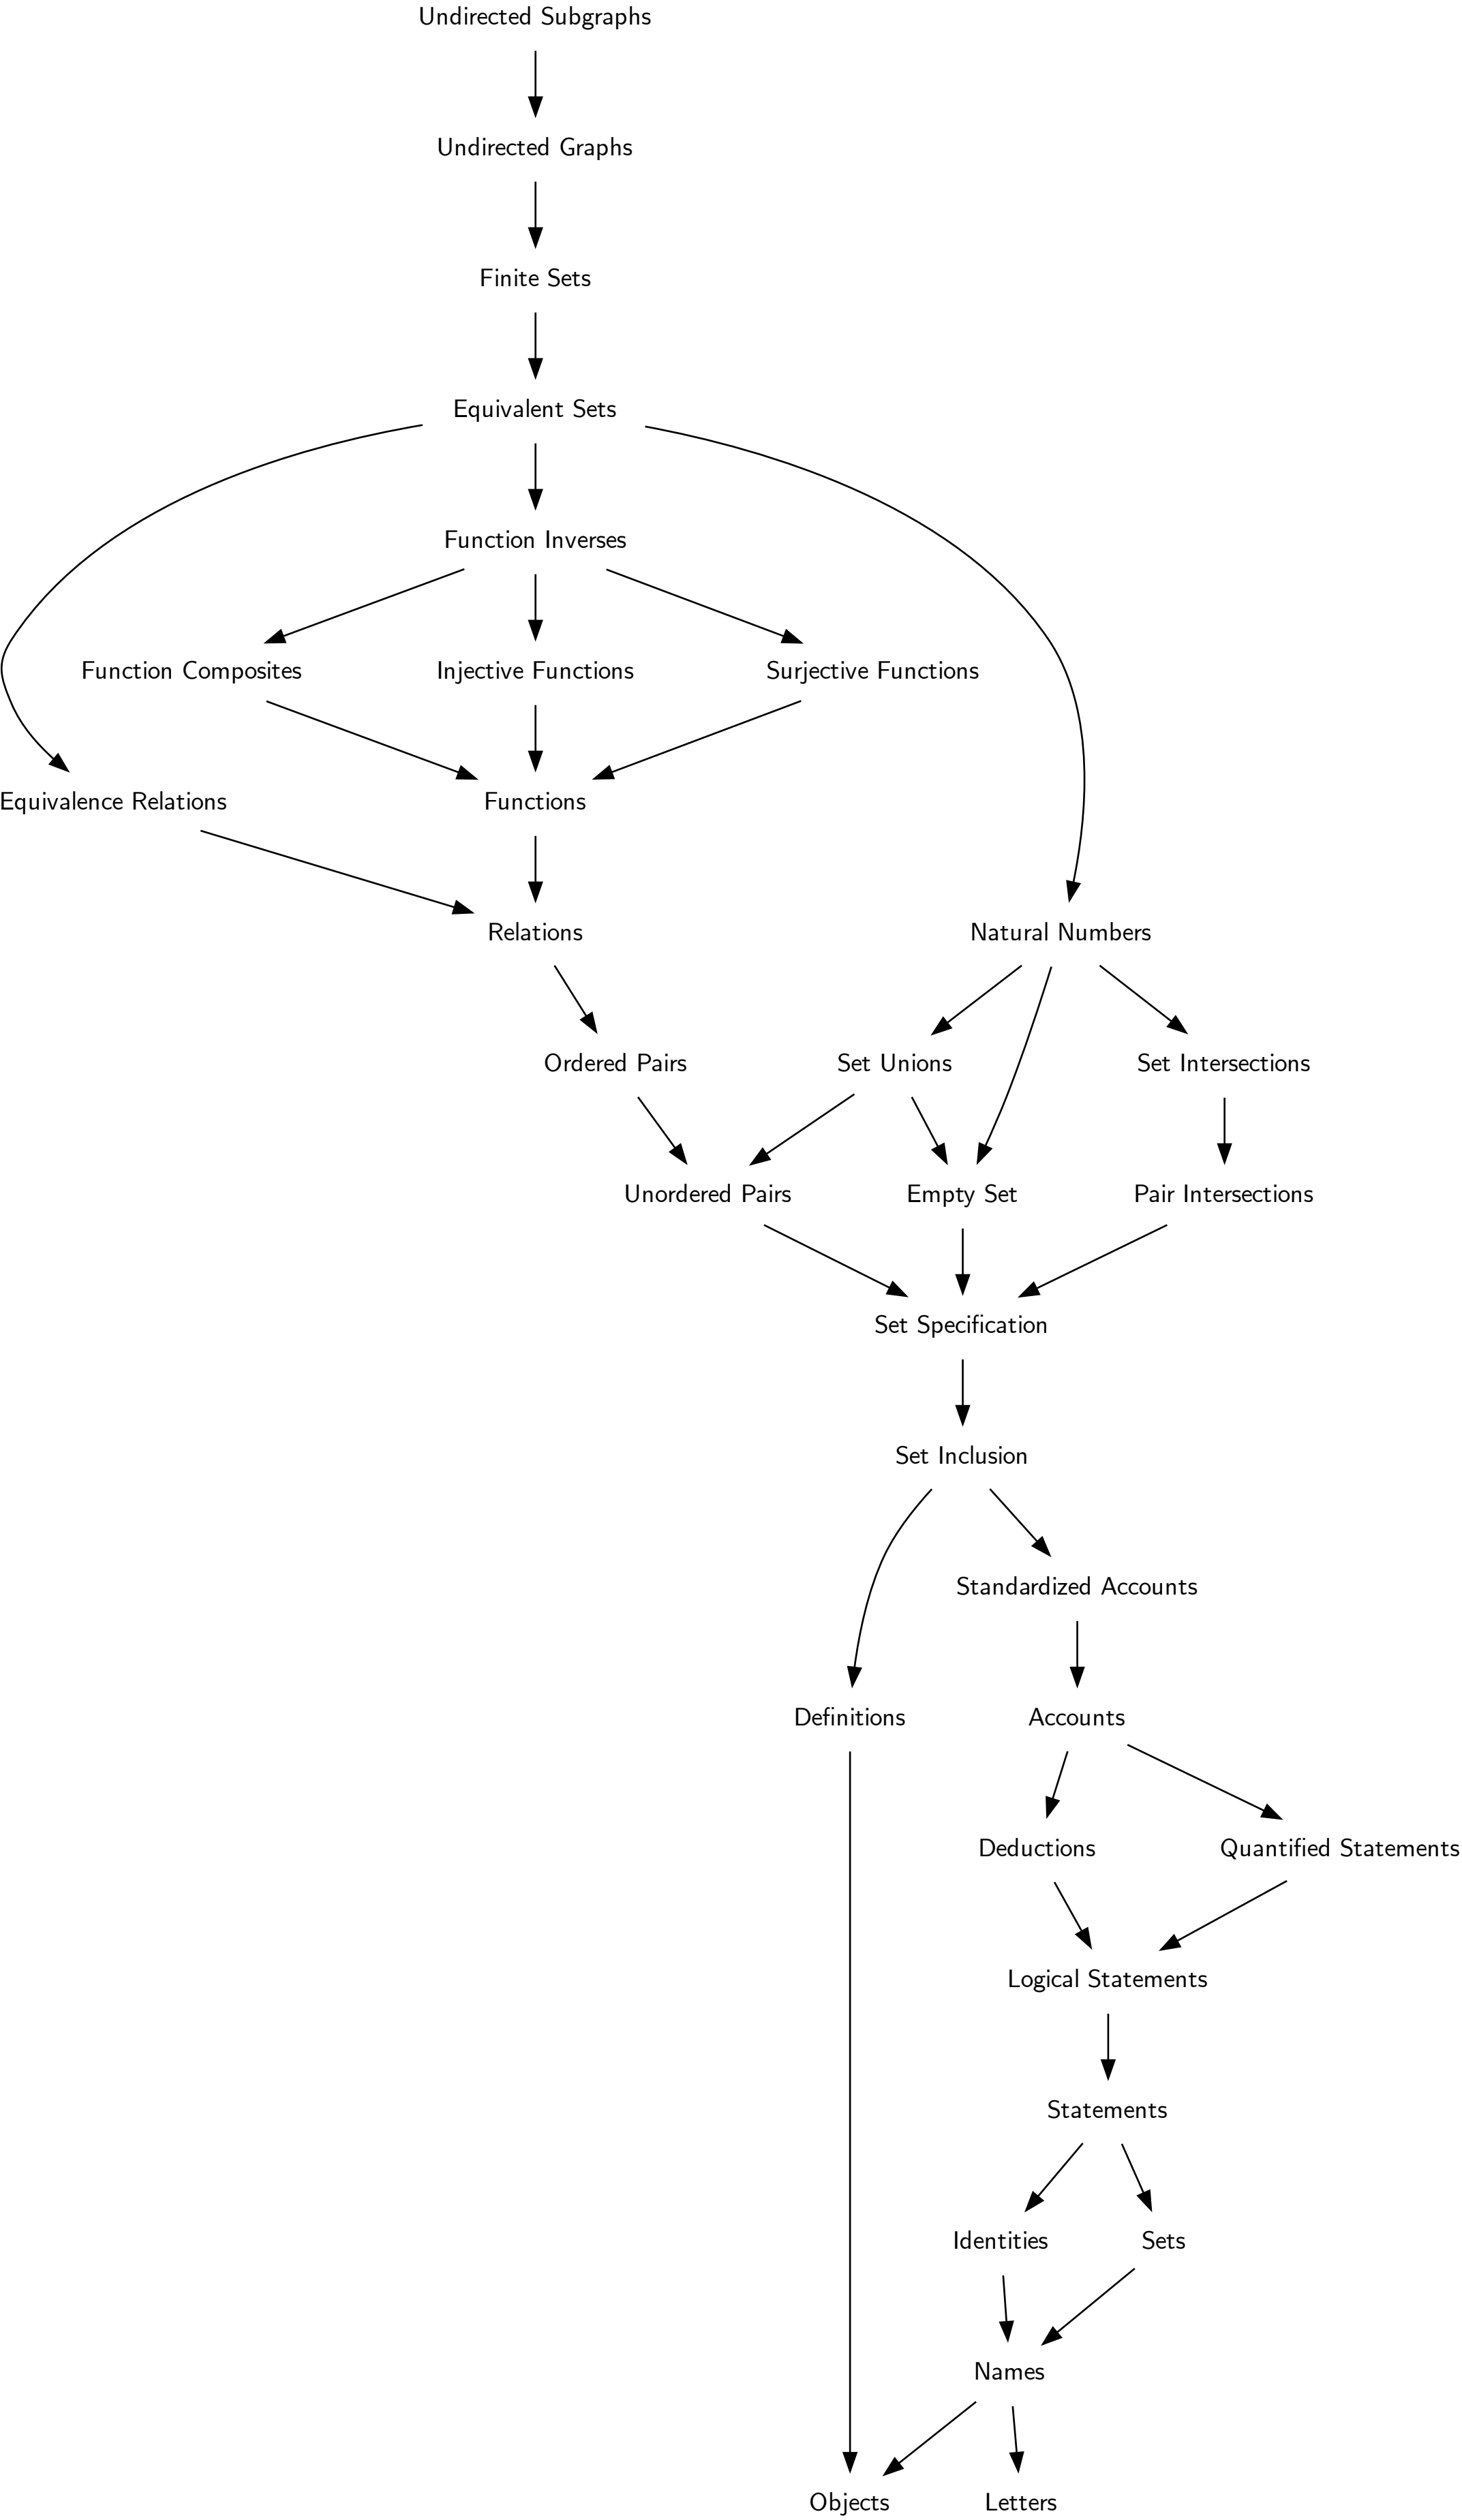 Undirected Subgraphs
Undirected Graphs
Finite Sets
Equivalent Sets
Function Inverses
Function Composites
Injective Functions
Surjective Functions
Equivalence Relations
Functions
Relations
Natural Numbers
Ordered Pairs
Set Unions
Set Intersections
Unordered Pairs
Empty Set
Pair Intersections
Set Specification
Set Inclusion
Standardized Accounts
Definitions
Accounts
Deductions
Quantified Statements
Logical Statements
Statements
Identities
Sets
Names
Objects
Letters